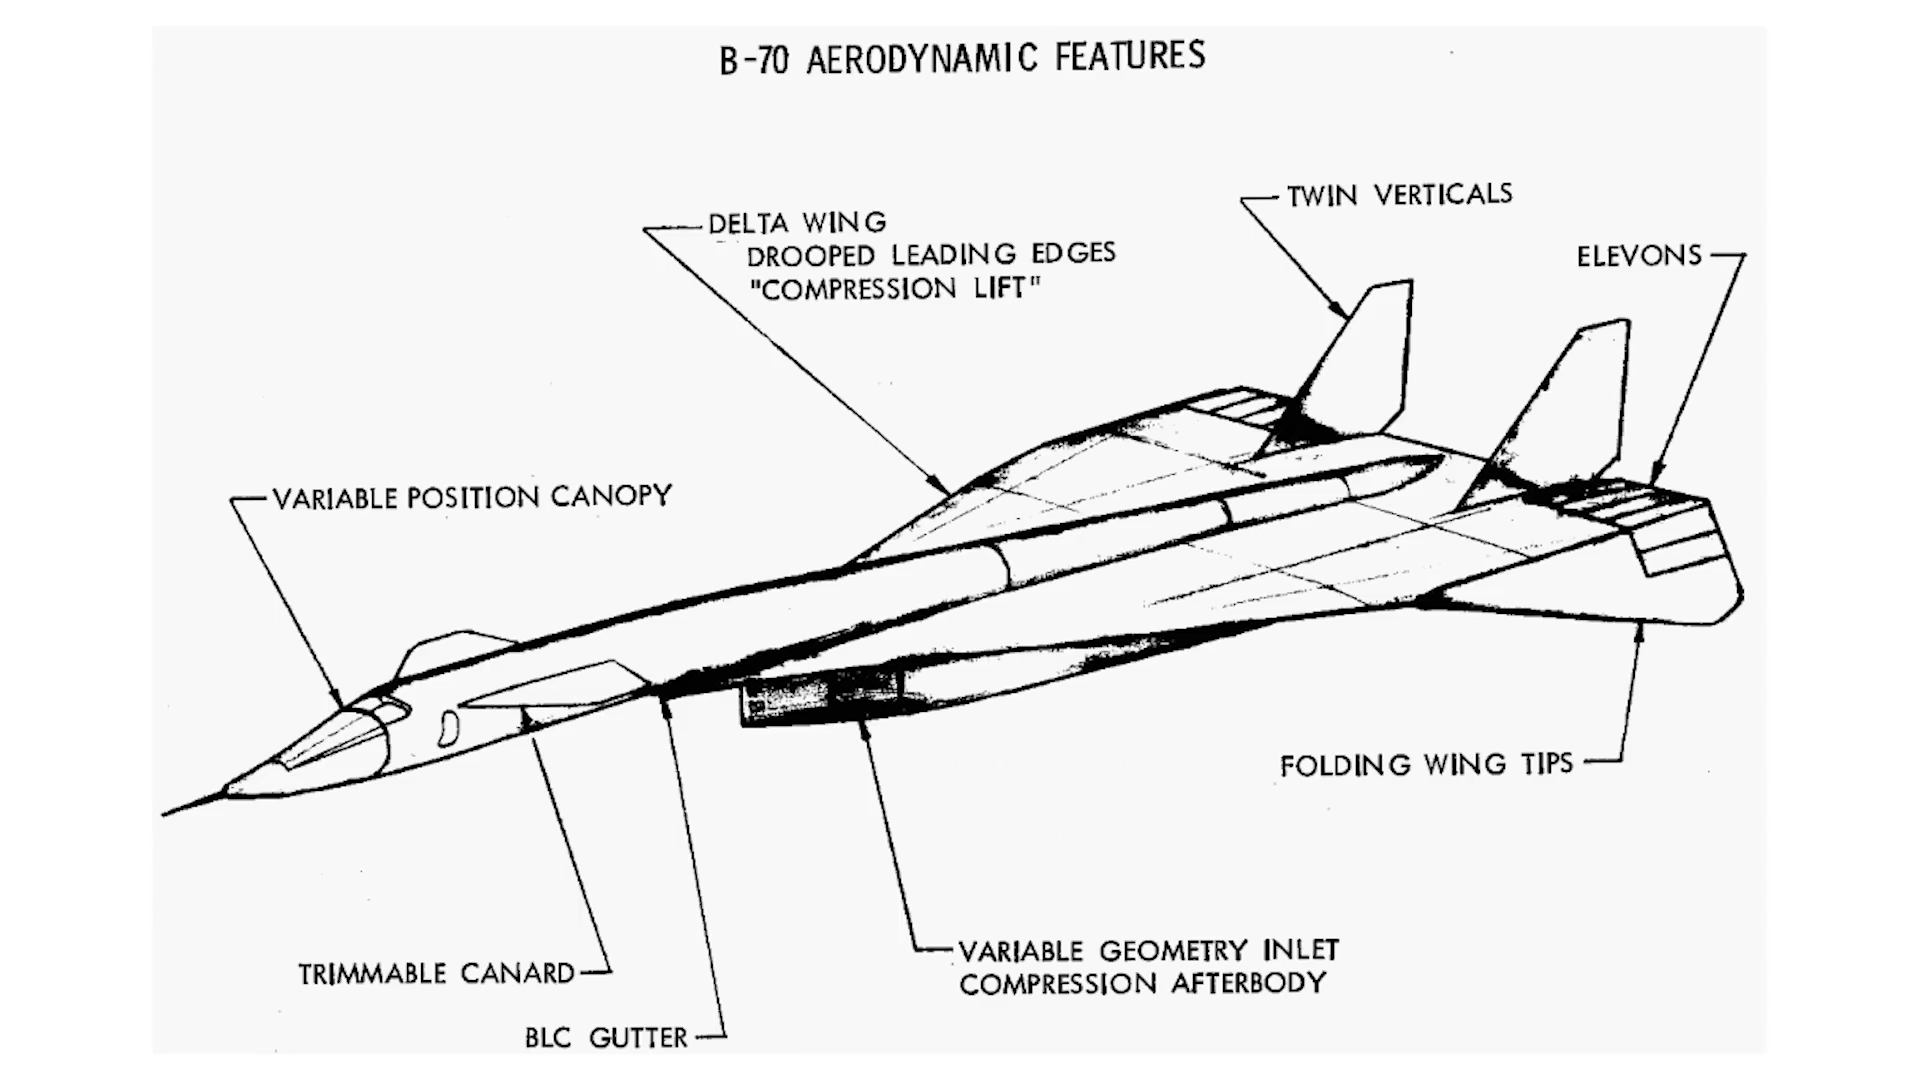 B-70 AERODYNAMIC FEATURES
TWIN VERTICALS
DELTA WING
DROOPED LEADING EDGES
"COMPRESSION LIFT"
ELEVONS
VARIABLE POSITION CANOPY
FOLDING WING TIPS
VARIABLE GEOMETRY INLET
COMPRESSION AFTERBODY
TRIMMABLE CANARD
BLC GUTTER